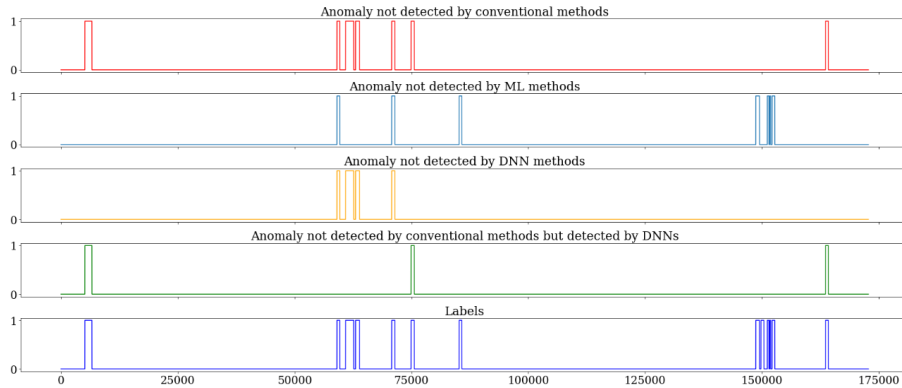 Anomaly not detected by conventional methods
1
0
Anomaly not detected by ML methods
1
0
Anomaly not detected by DNN methods
1
0
Anomaly not detected by conventional methods but detected by DNNs
1
0
Labels
1
0
0 25000 50000 75000 100000 125000 150000 175000